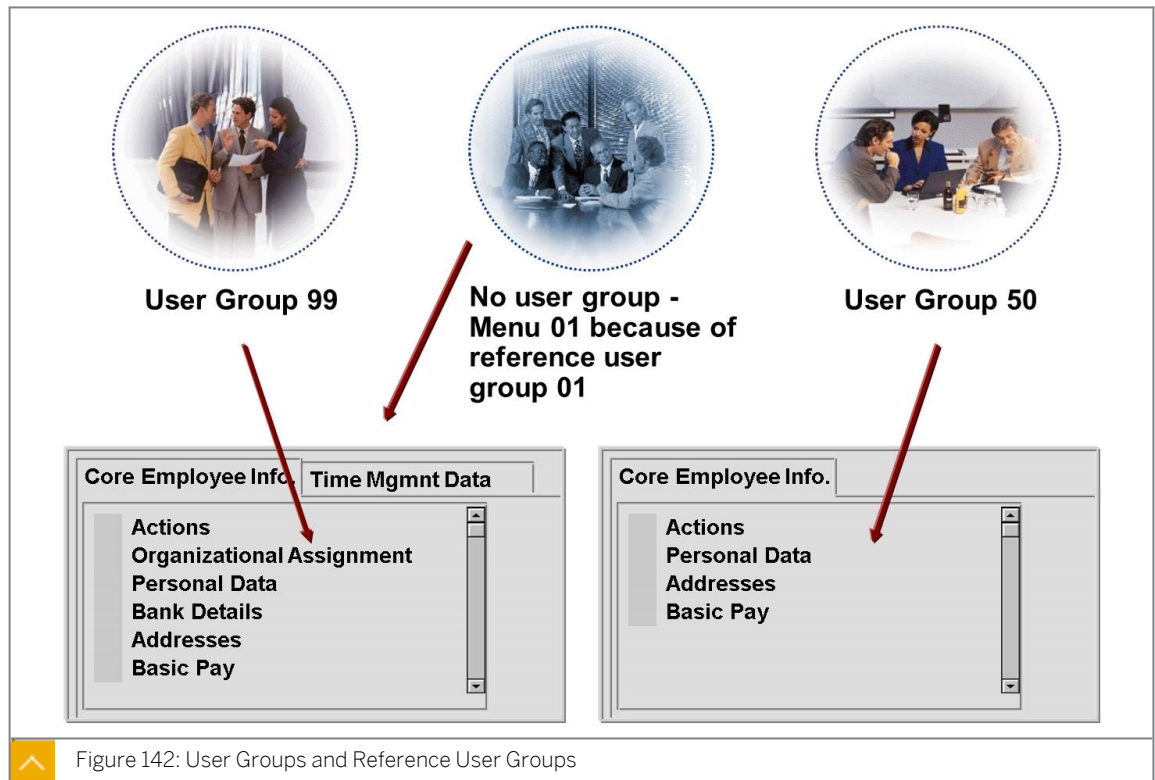 User Group 99
No user group -
Menu 01 because of
reference user
group 01
User Group 50
Core Employee Info.
Time Mgmnt Data
Actions
Organizational Assignment
Personal Data
Bank Details
Addresses
Basic Pay
Core Employee Info.
Actions
Personal Data
Addresses
Basic Pay
Figure 142: User Groups and Reference User Groups